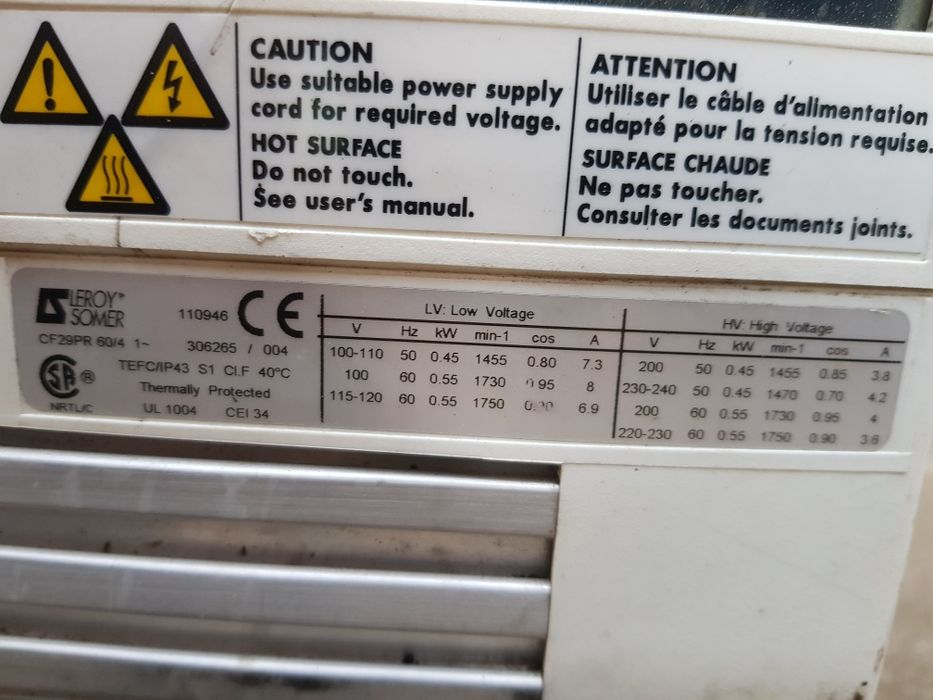 CAUTION
Use suitable power supply
cord for required voltage.
HOT SURFACE
Do not touch.
See user's manual.
ATTENTION
Utiliser le câble d'alimentation
adapté pour la tension requise.
SURFACE CHAUDE
Ne pas toucher.
Consulter les documents joints.
LEROY™
SOMER
110946 CE
CF29PR 60/4 1~ 306265 / 004
TEFC/IP43 S1 Cl.F 40°C
SA ®
Thermally Protected
NRTL/C UL 1004 CEI 34
LV: Low Voltage
V Hz kW min-1 cos A
100-110 50 0.45 1455 0.80 7.3
100 60 0.55 1730 0.95 8
115-120 60 0.55 1750 6.9
HV: High Voltage
V Hz kW min-1 cos A
200 50 0.45 1455 0.85 3.8
230-240 50 0.45 1470 0.70 4.2
200 60 0.55 1730 0.95 4
220-230 60 0.55 1750 0.90 3.6